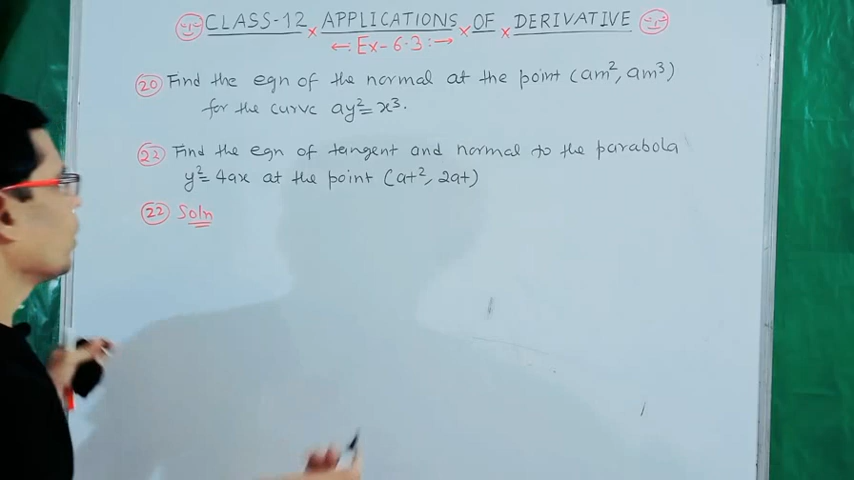 CLASS-12 × APPLICATIONS × OF × DERIVATIVE
←: Ex-6.3 :→
(20) Find the eqn of the normal at the point (am², am³)
for the curve ay²=x³.
(22) Find the eqn of tangent and normal to the parabola
y²=4ax at the point (at², 2at)
(22) Soln